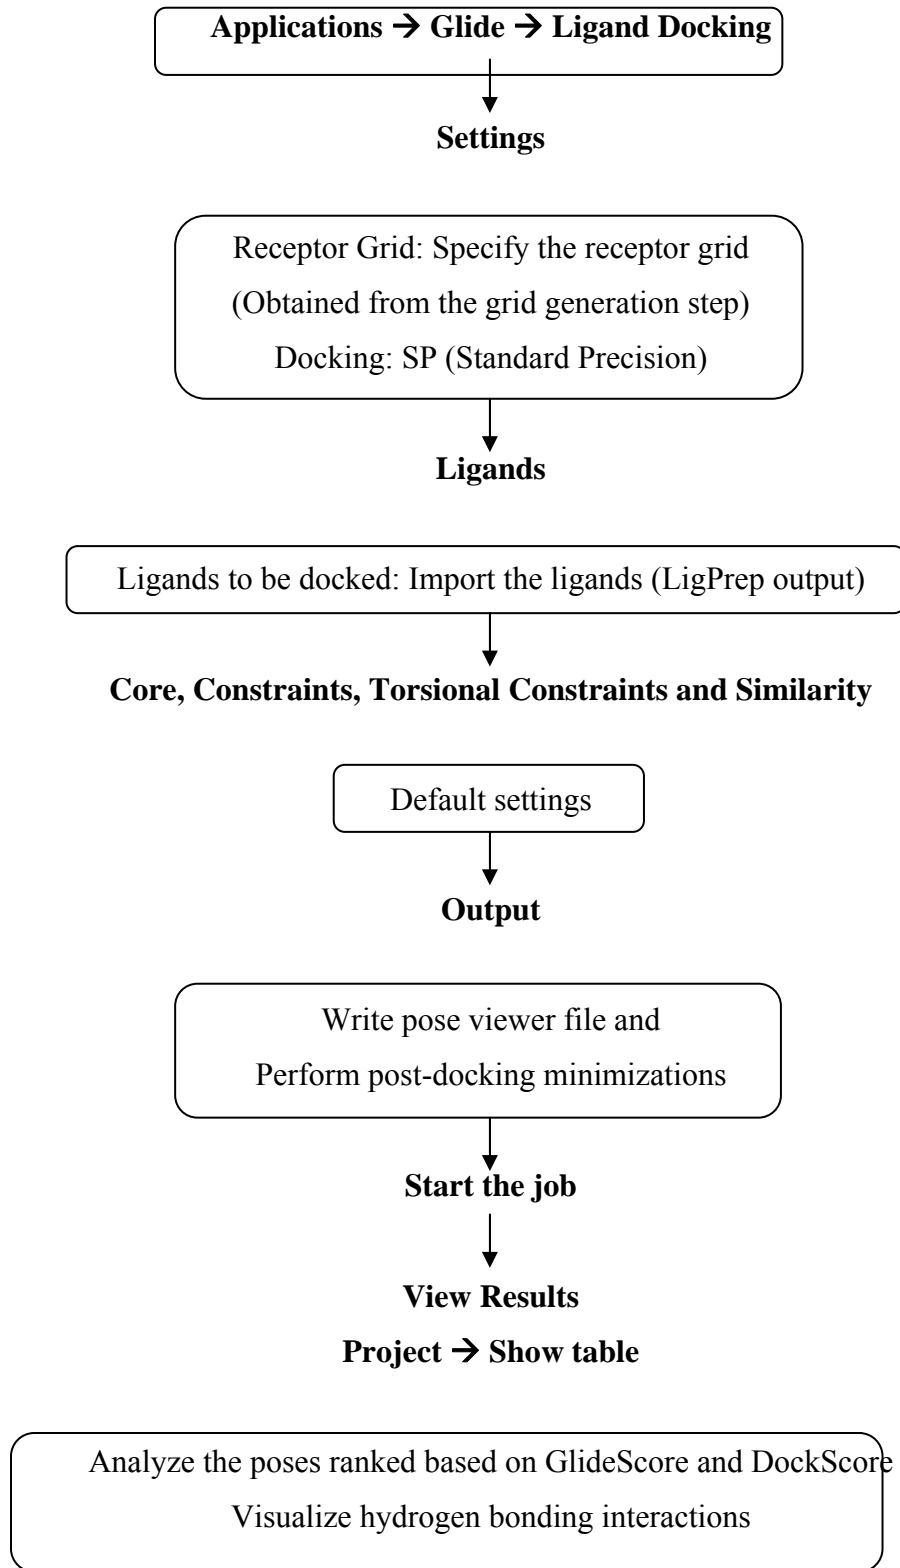 Applications → Glide → Ligand Docking
Settings
Receptor Grid: Specify the receptor grid
(Obtained from the grid generation step)
Docking: SP (Standard Precision)
Ligands
Ligands to be docked: Import the ligands (LigPrep output)
Core, Constraints, Torsional Constraints and Similarity
Default settings
Output
Write pose viewer file and
Perform post-docking minimizations
Start the job
View Results
Project → Show table
Analyze the poses ranked based on GlideScore and DockScore
Visualize hydrogen bonding interactions